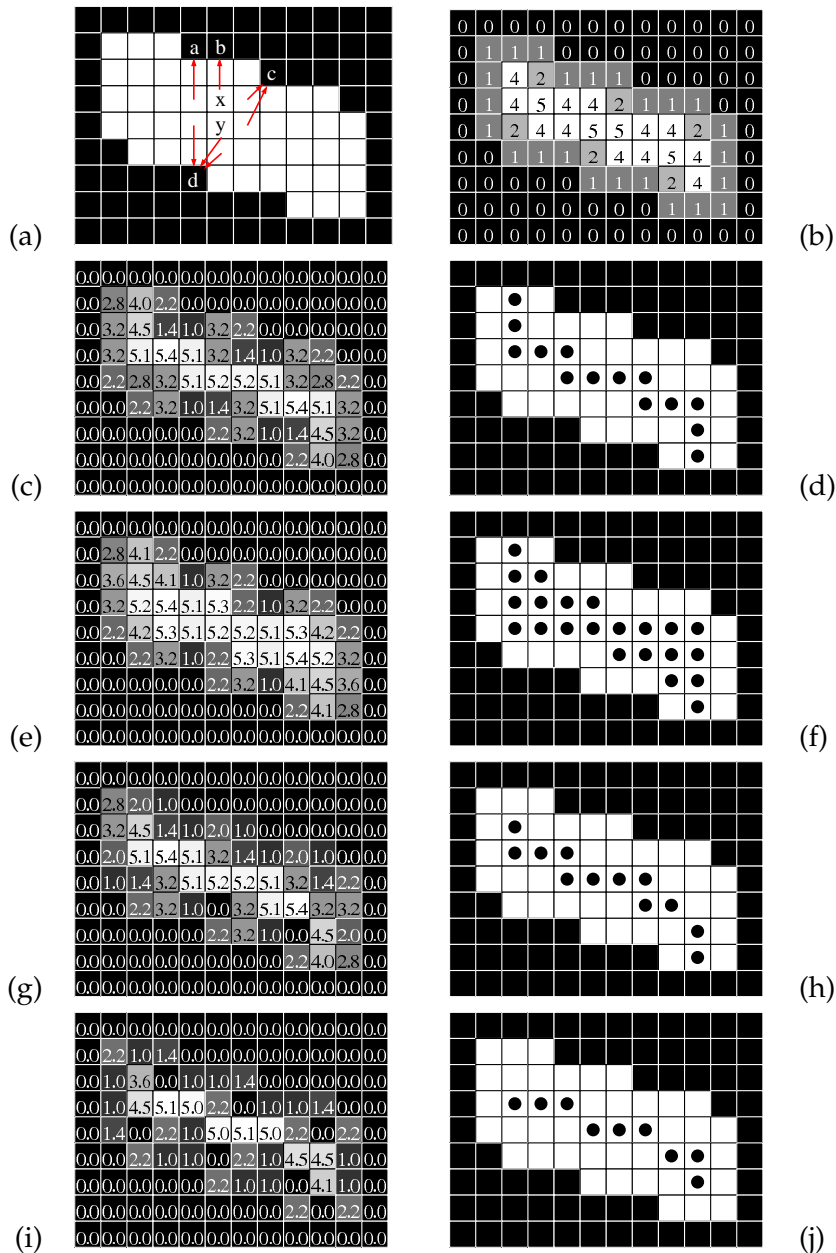 a b
c
x
y
d
(a)
0 0 0 0 0 0 0 0 0 0 0 0
0 1 1 1 0 0 0 0 0 0 0 0
0 1 4 2 1 1 1 0 0 0 0 0
0 1 4 5 4 4 2 1 1 1 0 0
0 1 2 4 4 5 5 4 4 2 1 0
0 0 1 1 1 2 4 4 5 4 1 0
0 0 0 0 0 1 1 1 2 4 1 0
0 0 0 0 0 0 0 0 1 1 1 0
0 0 0 0 0 0 0 0 0 0 0 0
(b)
0.0 0.0 0.0 0.0 0.0 0.0 0.0 0.0 0.0 0.0 0.0 0.0
0.0 2.8 4.0 2.2 0.0 0.0 0.0 0.0 0.0 0.0 0.0 0.0
0.0 3.2 4.5 1.4 1.0 3.2 2.2 0.0 0.0 0.0 0.0 0.0
0.0 3.2 5.1 5.4 5.1 3.2 1.4 1.0 3.2 2.2 0.0 0.0
0.0 2.2 2.8 3.2 5.1 5.2 5.2 5.1 3.2 2.8 2.2 0.0
0.0 0.0 2.2 3.2 1.0 1.4 3.2 5.1 5.4 5.1 3.2 0.0
0.0 0.0 0.0 0.0 0.0 2.2 3.2 1.0 1.4 4.5 3.2 0.0
0.0 0.0 0.0 0.0 0.0 0.0 0.0 0.0 2.2 4.0 2.8 0.0
0.0 0.0 0.0 0.0 0.0 0.0 0.0 0.0 0.0 0.0 0.0 0.0
(c)
(d)
0.0 0.0 0.0 0.0 0.0 0.0 0.0 0.0 0.0 0.0 0.0 0.0
0.0 2.8 4.1 2.2 0.0 0.0 0.0 0.0 0.0 0.0 0.0 0.0
0.0 3.6 4.5 4.1 1.0 3.2 2.2 0.0 0.0 0.0 0.0 0.0
0.0 3.2 5.2 5.4 5.1 5.3 2.2 1.0 3.2 2.2 0.0 0.0
0.0 2.2 4.2 5.3 5.1 5.2 5.2 5.1 5.3 4.2 2.2 0.0
0.0 0.0 2.2 3.2 1.0 2.2 5.3 5.1 5.4 5.2 3.2 0.0
0.0 0.0 0.0 0.0 0.0 2.2 3.2 1.0 4.1 4.5 3.6 0.0
0.0 0.0 0.0 0.0 0.0 0.0 0.0 0.0 2.2 4.1 2.8 0.0
0.0 0.0 0.0 0.0 0.0 0.0 0.0 0.0 0.0 0.0 0.0 0.0
(e)
(f)
0.0 0.0 0.0 0.0 0.0 0.0 0.0 0.0 0.0 0.0 0.0 0.0
0.0 2.8 2.0 1.0 0.0 0.0 0.0 0.0 0.0 0.0 0.0 0.0
0.0 3.2 4.5 1.4 1.0 2.0 1.0 0.0 0.0 0.0 0.0 0.0
0.0 2.0 5.1 5.4 5.1 3.2 1.4 1.0 2.0 1.0 0.0 0.0
0.0 1.0 1.4 3.2 5.1 5.2 5.2 5.1 3.2 1.4 2.2 0.0
0.0 0.0 2.2 3.2 1.0 0.0 3.2 5.1 5.4 3.2 3.2 0.0
0.0 0.0 0.0 0.0 0.0 2.2 3.2 1.0 0.0 4.5 2.0 0.0
0.0 0.0 0.0 0.0 0.0 0.0 0.0 0.0 2.2 4.0 2.8 0.0
0.0 0.0 0.0 0.0 0.0 0.0 0.0 0.0 0.0 0.0 0.0 0.0
(g)
(h)
0.0 0.0 0.0 0.0 0.0 0.0 0.0 0.0 0.0 0.0 0.0 0.0
0.0 2.2 1.0 1.4 0.0 0.0 0.0 0.0 0.0 0.0 0.0 0.0
0.0 1.0 3.6 0.0 1.0 1.0 1.4 0.0 0.0 0.0 0.0 0.0
0.0 1.0 4.5 5.1 5.0 2.2 0.0 1.0 1.0 1.4 0.0 0.0
0.0 1.4 0.0 2.2 1.0 5.0 5.1 5.0 2.2 0.0 2.2 0.0
0.0 0.0 2.2 1.0 1.0 0.0 2.2 1.0 4.5 4.5 1.0 0.0
0.0 0.0 0.0 0.0 0.0 2.2 1.0 1.0 0.0 4.1 1.0 0.0
0.0 0.0 0.0 0.0 0.0 0.0 0.0 0.0 2.2 0.0 2.2 0.0
0.0 0.0 0.0 0.0 0.0 0.0 0.0 0.0 0.0 0.0 0.0 0.0
(i)
(j)